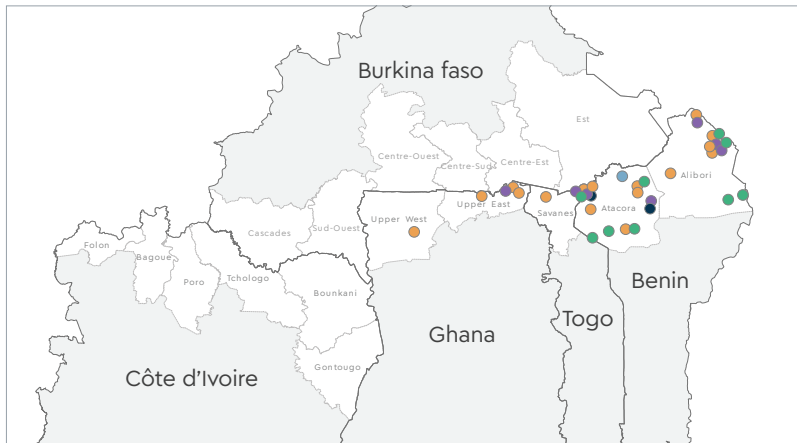 Burkina faso
Est
Centre-Ouest
Centre-Sud
Centre-Est
Alibori
Upper West
Upper East
Savanes
Atacora
Cascades
Sud-Ouest
Folon
Bagoue
Poro
Tchologo
Bounkani
Gontougo
Benin
Togo
Ghana
Côte d'Ivoire